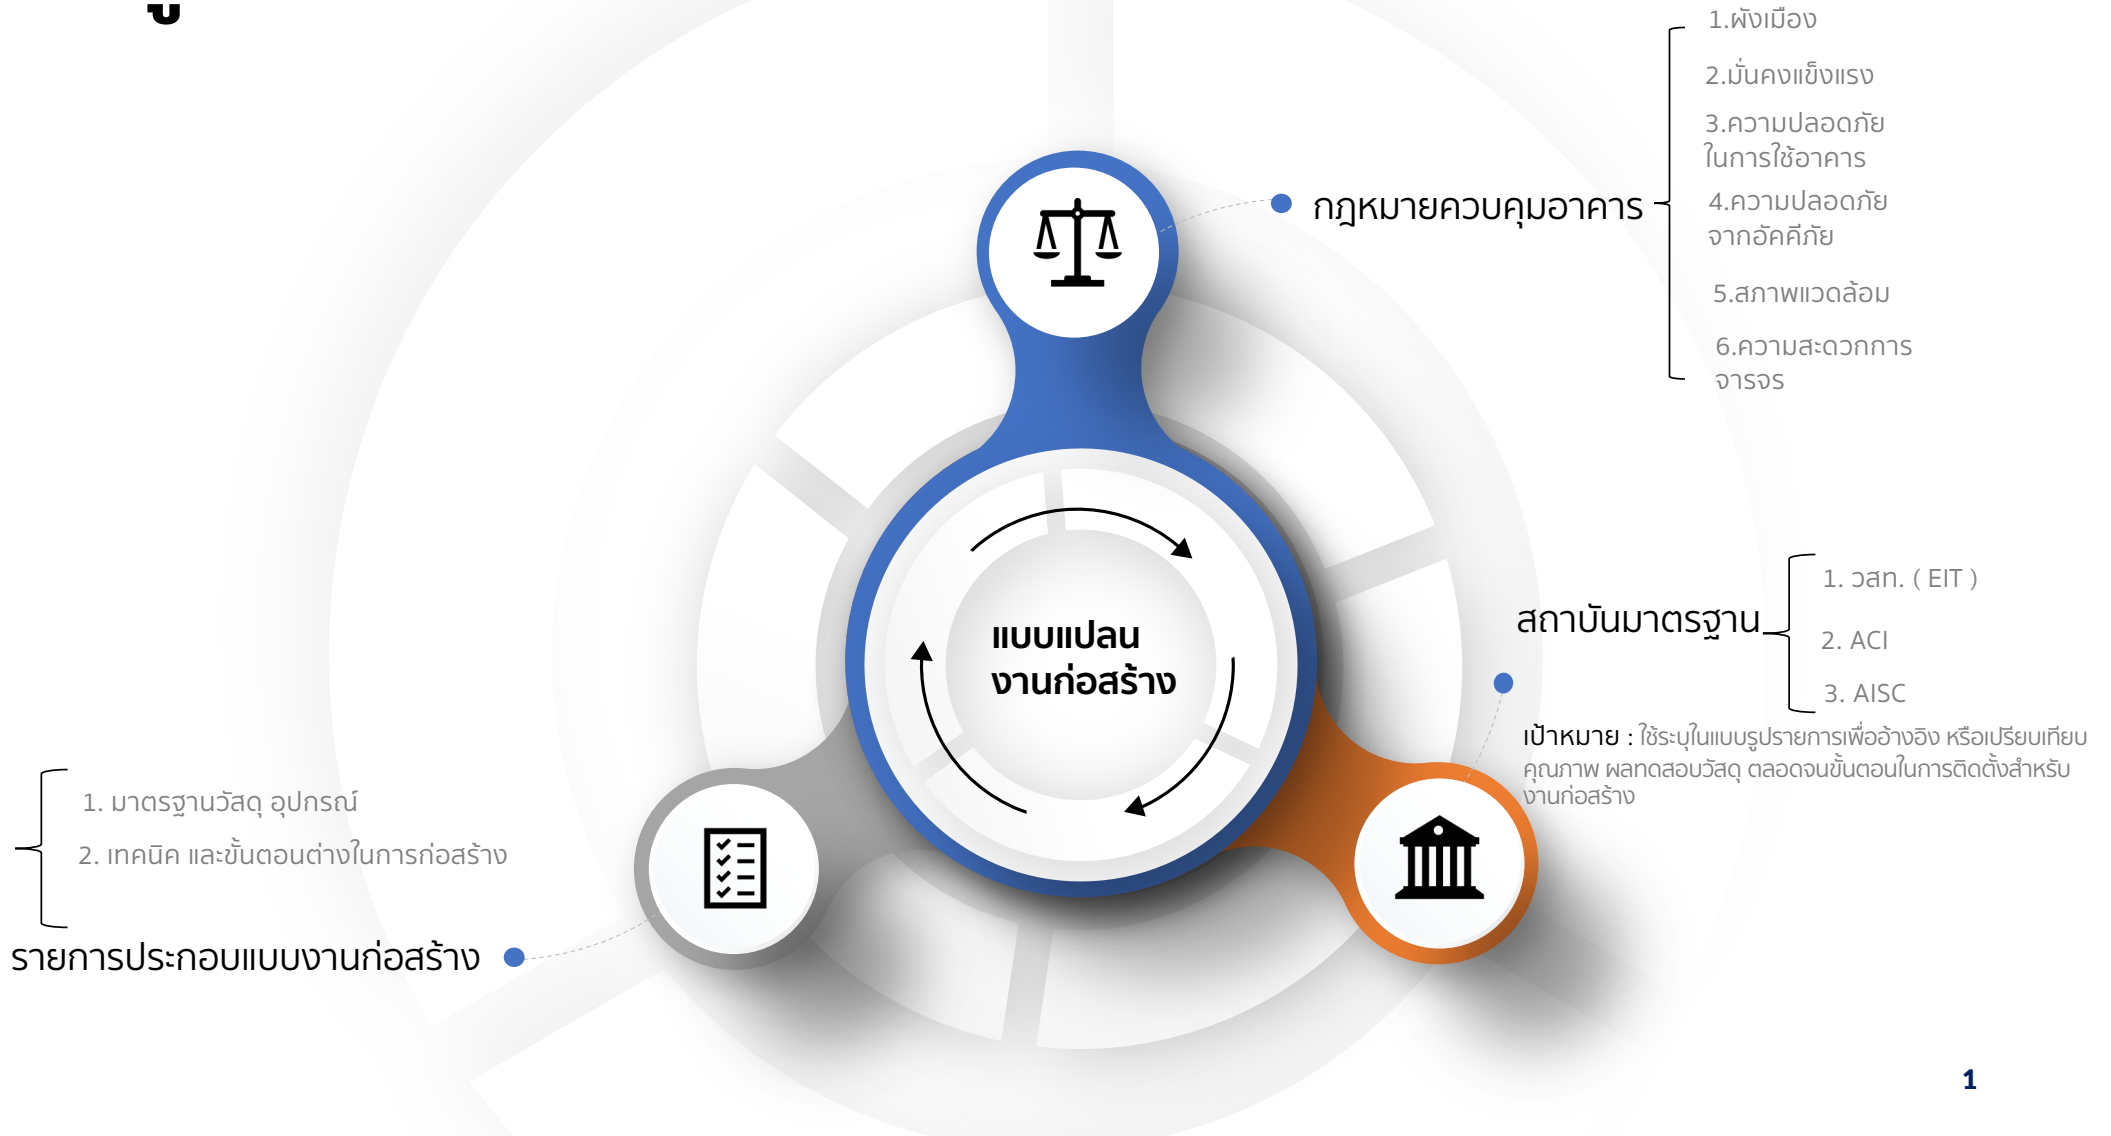 1.ผังเมือง
2.มั่นคงแข็งแรง
3.ความปลอดภัย
ในการใช้อาคาร
กฎหมายควบคุมอาคาร
4.ความปลอดภัย
จากอัคคีภัย
5.สภาพแวดล้อม
6.ความสะดวกการ
จารจร
แบบแปลน
งานก่อสร้าง
สถาบันมาตรฐาน
1. วสท. ( EIT )
2. ACI
3. AISC
เป้าหมาย : ใช้ระบุในแบบรูปรายการเพื่ออ้างอิง หรือเปรียบเทียบ
คุณภาพ ผลทดสอบวัสดุ ตลอดจนขั้นตอนในการติดตั้งสำหรับ
งานก่อสร้าง
1. มาตรฐานวัสดุ อุปกรณ์
2. เทคนิค และขั้นตอนต่างในการก่อสร้าง
รายการประกอบแบบงานก่อสร้าง
1